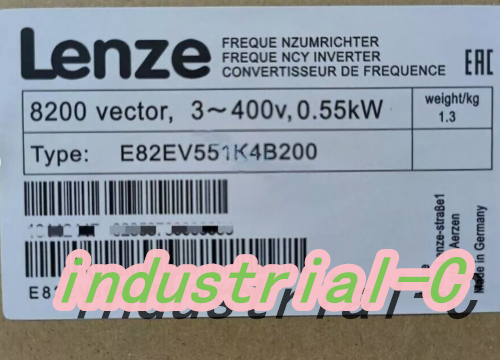 Lenze
FREQUE NZUMRICHTER
FREQUE NCY INVERTER
CONVERTISSEUR DE FREQUENCE
EAC
8200 vector, 3~400v,0.55kW
weight/kg
1.3
Type: E82EV551K4B200
Aerzen
Made in Germany
industrial-C